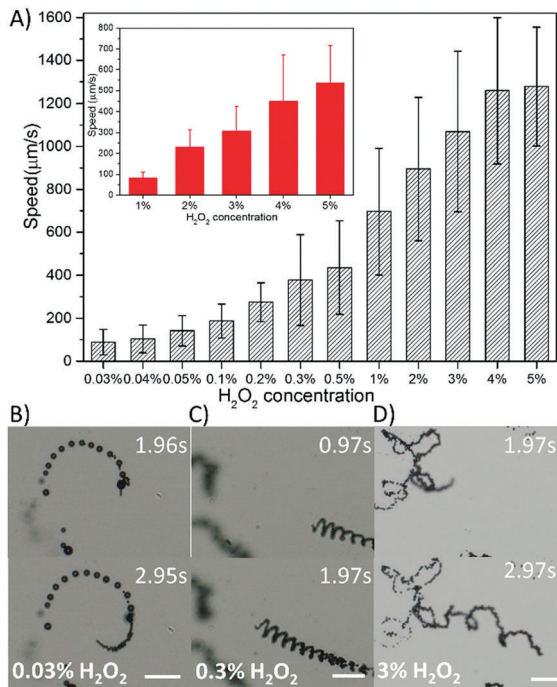 A)
Speed(μm/s)
1600
1400
1200
1000
800
600
400
200
0
Speed (μm/s)
800
700
600
500
400
300
200
100
0
1% 2% 3% 4% 5%
H₂O₂ concentration
0.03% 0.04% 0.05% 0.1% 0.2% 0.3% 0.5% 1% 2% 3% 4% 5%
H₂O₂ concentration
B) C) D)
1.96s 0.97s 1.97s
2.95s 1.97s 2.97s
0.03% H₂O₂ 0.3% H₂O₂ 3% H₂O₂